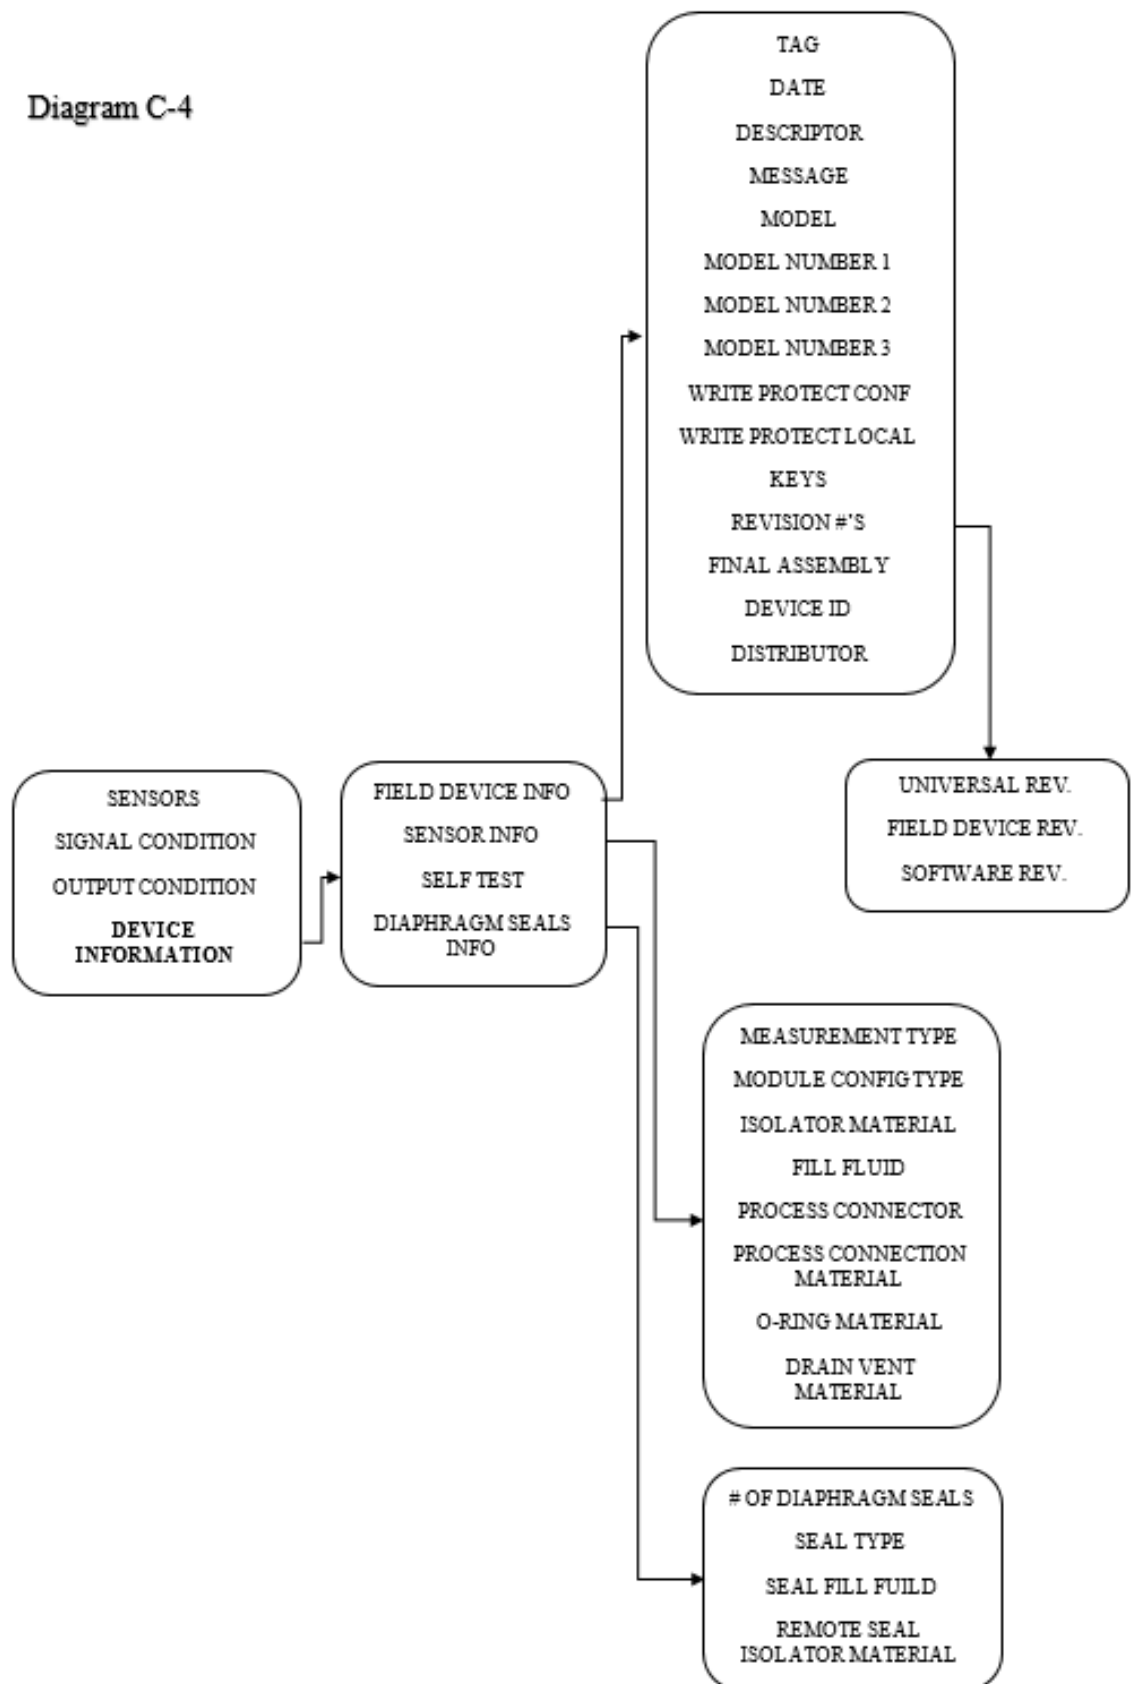 Diagram C-4
TAG
DATE
DESCRIPTOR
MESSAGE
MODEL
MODEL NUMBER 1
MODEL NUMBER 2
MODEL NUMBER 3
WRITE PROTECT CONF
WRITE PROTECT LOCAL
KEYS
REVISION #'S
FINAL ASSEMBLY
DEVICE ID
DISTRIBUTOR
SENSORS
SIGNAL CONDITION
OUTPUT CONDITION
DEVICE
INFORMATION
FIELD DEVICE INFO
SENSOR INFO
SELF TEST
DIAPHRAGM SEALS
INFO
UNIVERSAL REV.
FIELD DEVICE REV.
SOFTWARE REV.
MEASUREMENT TYPE
MODULE CONFIG TYPE
ISOLATOR MATERIAL
FILL FLUID
PROCESS CONNECTOR
PROCESS CONNECTION
MATERIAL
O-RING MATERIAL
DRAIN VENT
MATERIAL
# OF DIAPHRAGM SEALS
SEAL TYPE
SEAL FILL FUILD
REMOTE SEAL
ISOLATOR MATERIAL